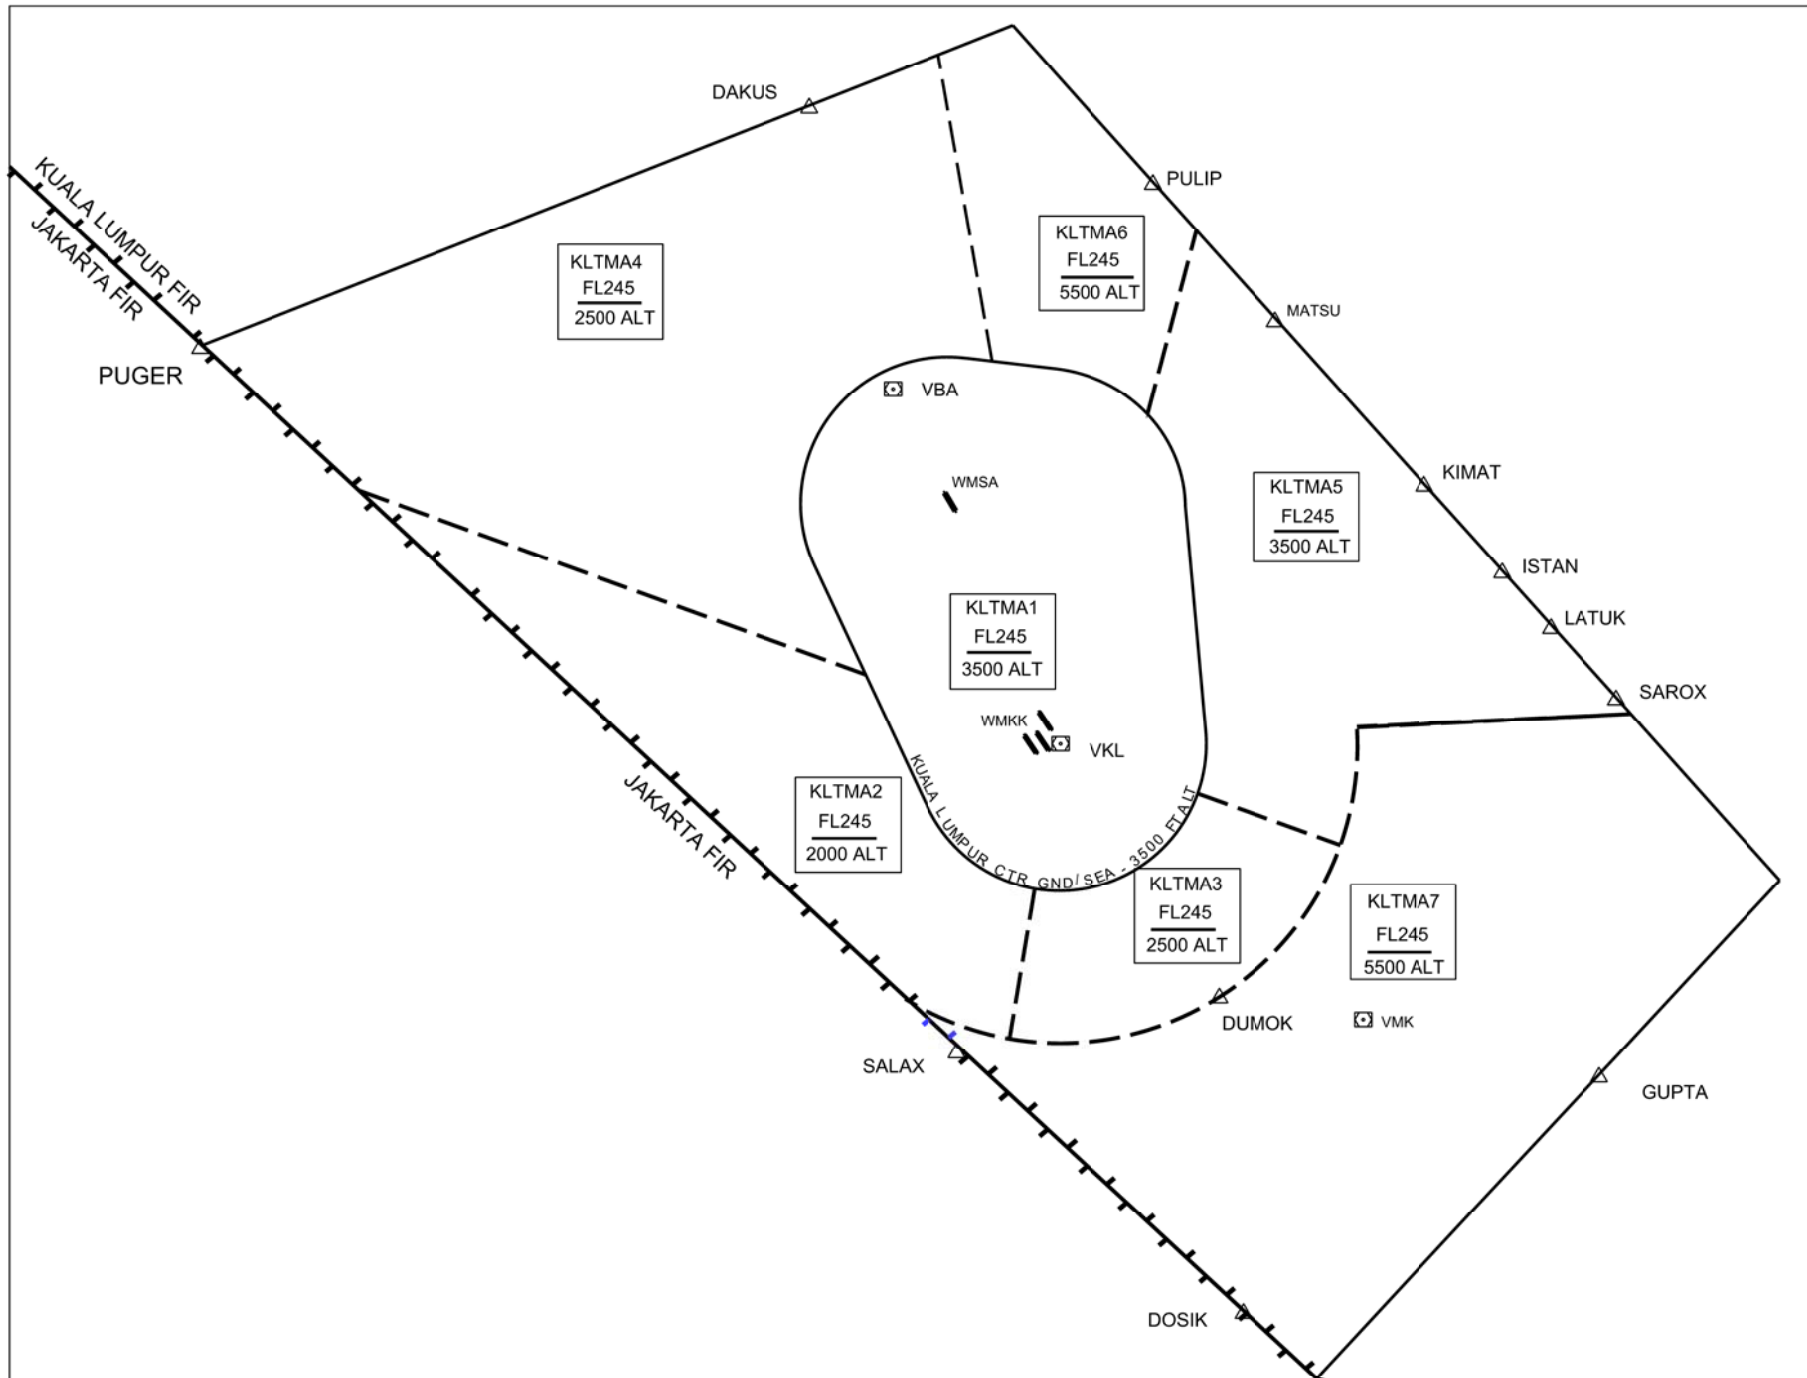 DAKUS
KUALA LUMPUR FIR
JAKARTA FIR
PULIP
KLTMA6
FL245
5500 ALT
KLTMA4
FL245
2500 ALT
MATSU
PUGER
VBA
KIMAT
WMSA
KLTMA5
FL245
3500 ALT
ISTAN
LATUK
KLTMA1
FL245
3500 ALT
SAROX
WMKK
VKL
JAKARTA FIR
KLTMA2
FL245
2000 ALT
KUALA LUMPUR CTR GND/SEA - 3500 FT ALT
KLTMA3
FL245
2500 ALT
KLTMA7
FL245
5500 ALT
DUMOK
VMK
SALAX
GUPTA
DOSIK